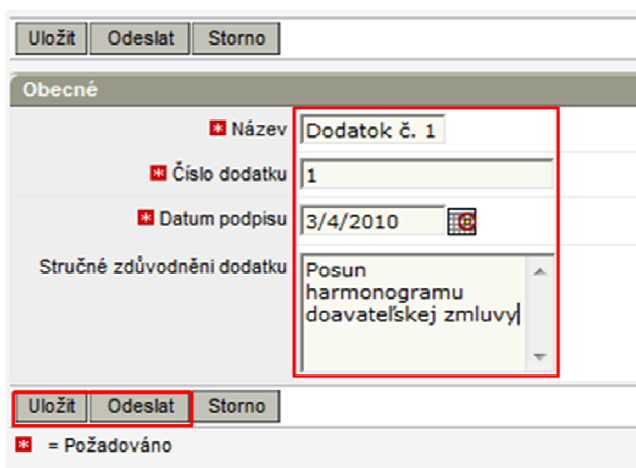 Uložit Odeslat Storno
Obecné
* Název Dodatok č. 1
* Číslo dodatku 1
* Datum podpisu 3/4/2010
Stručné zdůvodněni dodatku Posun
harmonogramu
doavateľskej zmluvy
Uložit Odeslat Storno
* = Požadováno